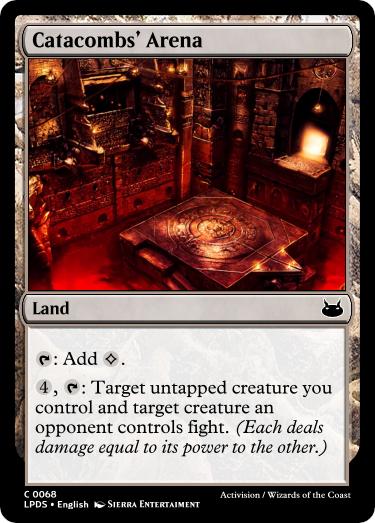 Catacombs' Arena
Land
: Add .
4, : Target untapped creature you
control and target creature an
opponent controls fight. (Each deals
damage equal to its power to the other.)
C 0068
LPDS • English Sierra Entertaiment
Activision / Wizards of the Coast